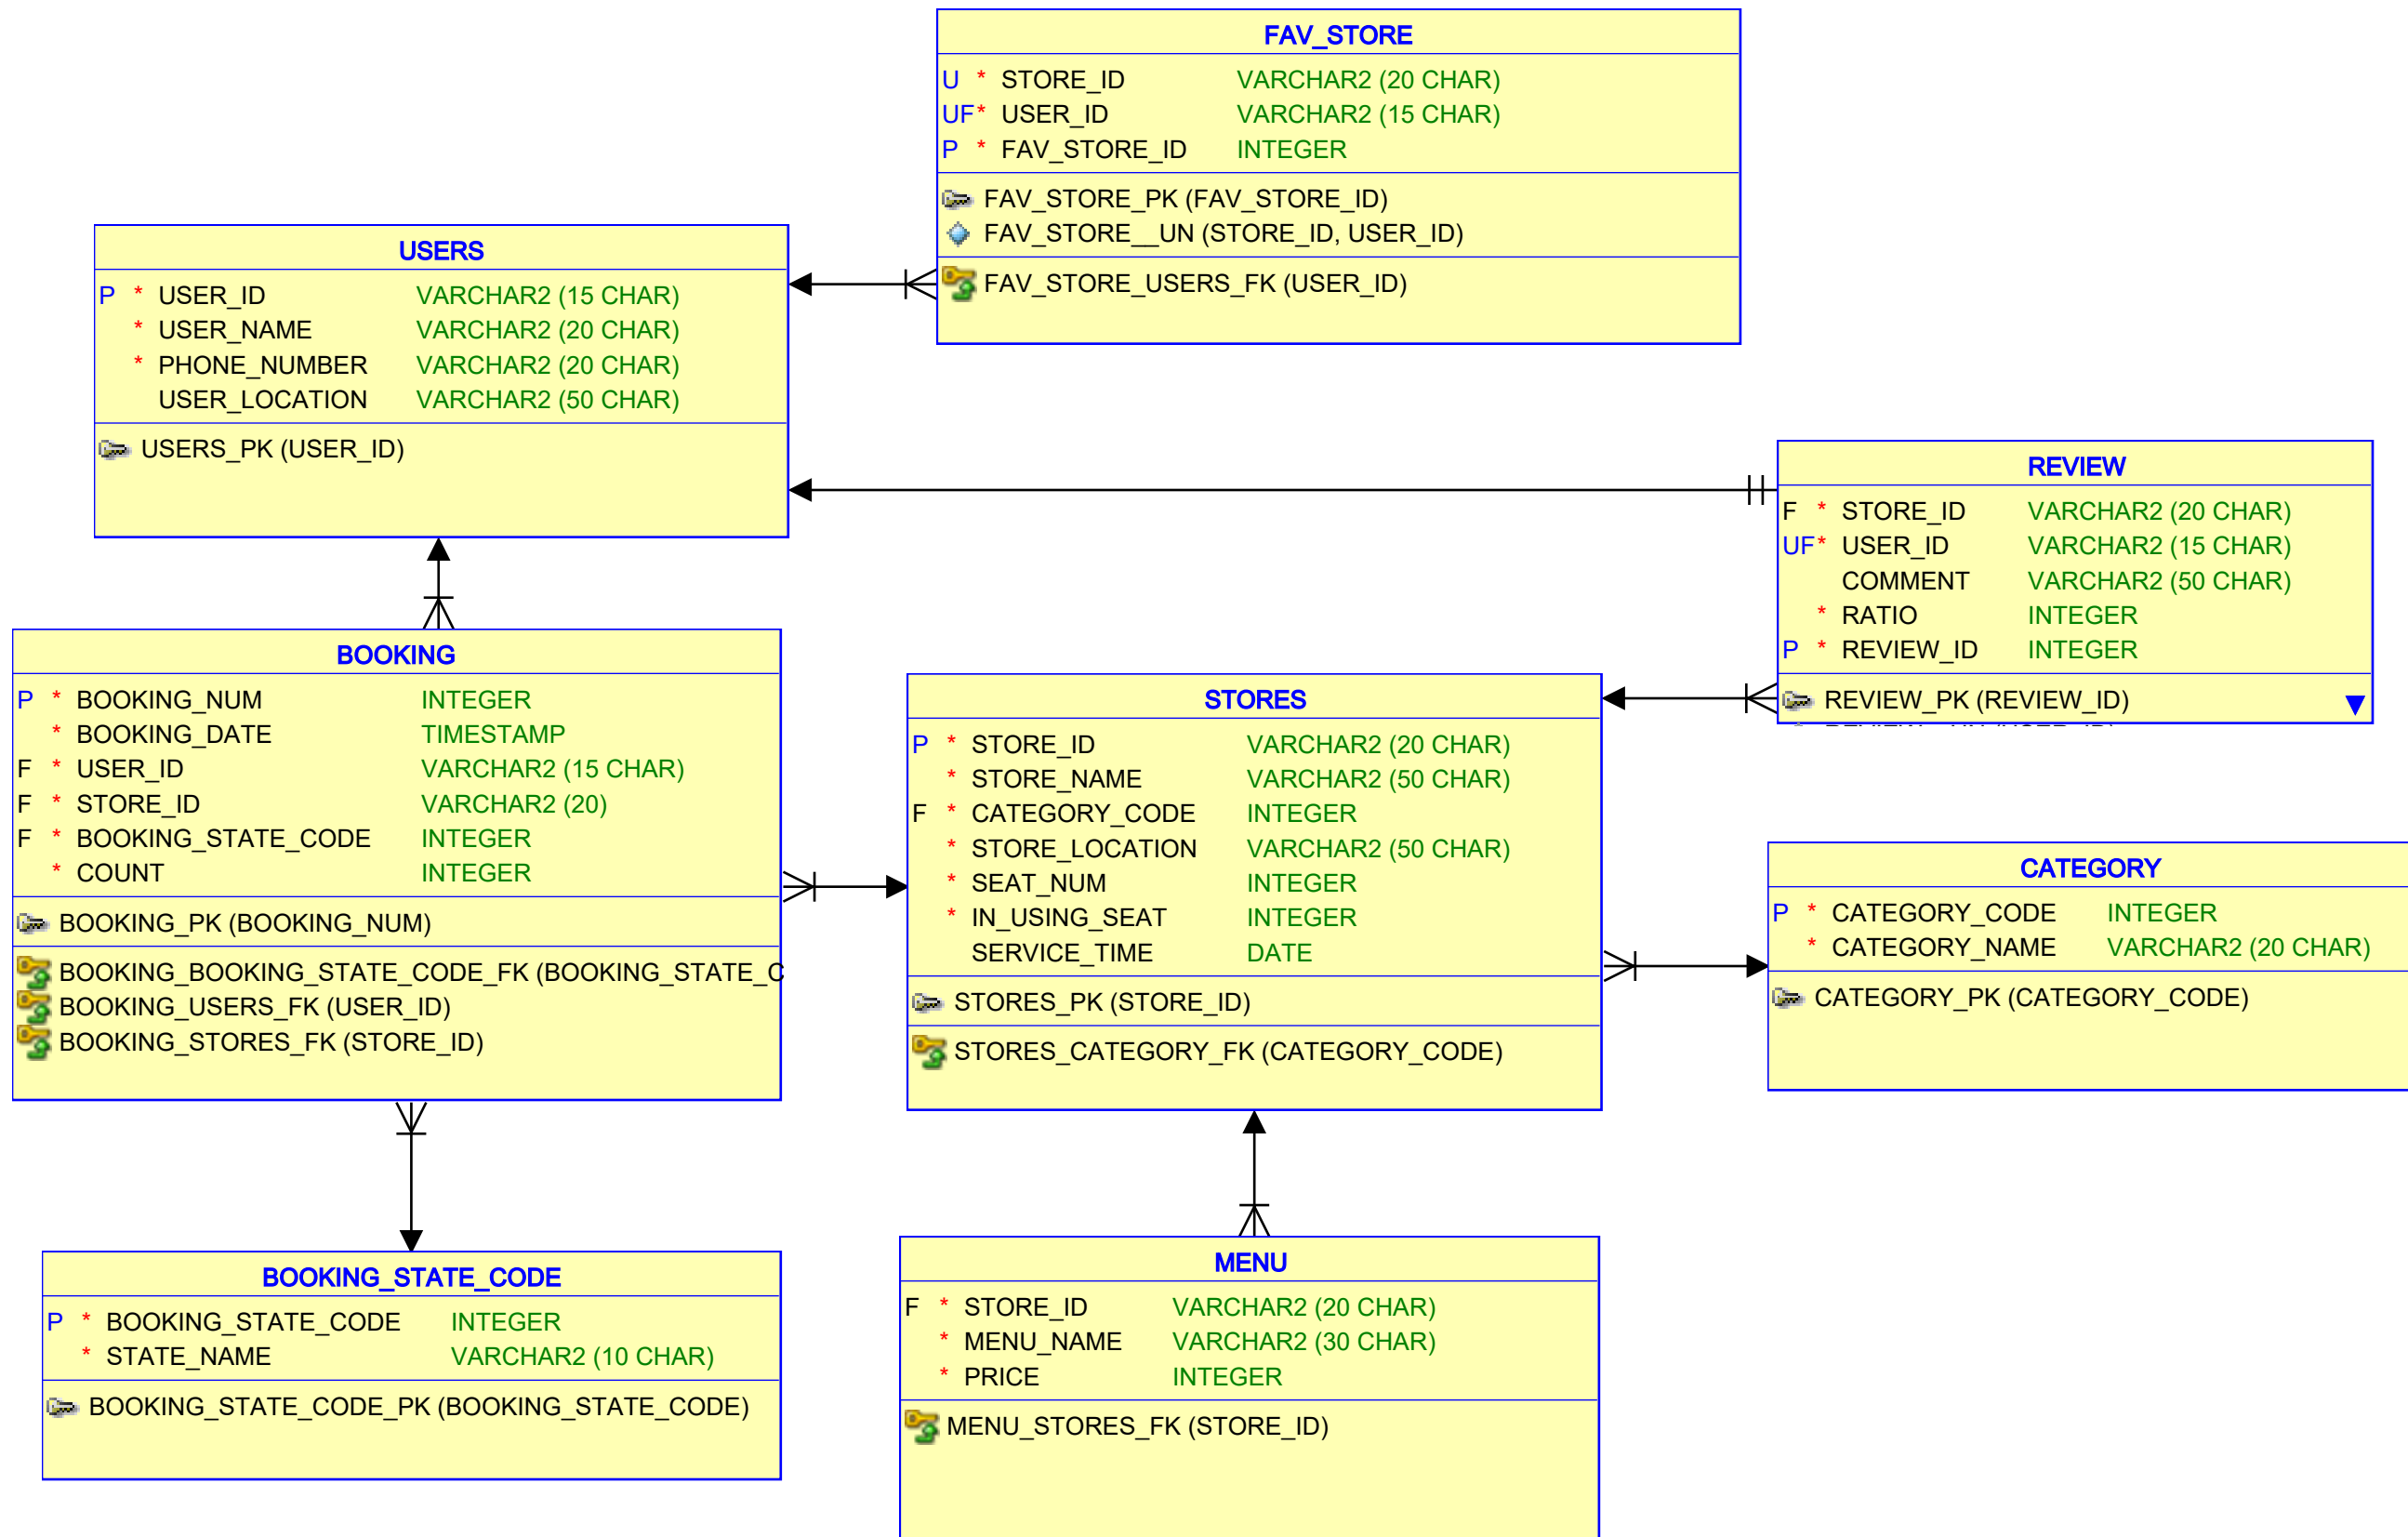 FAV_STORE
U * STORE_ID VARCHAR2 (20 CHAR)
UF* USER_ID VARCHAR2 (15 CHAR)
P * FAV_STORE_ID INTEGER
FAV_STORE_PK (FAV_STORE_ID)
FAV_STORE__UN (STORE_ID, USER_ID)
FAV_STORE_USERS_FK (USER_ID)
USERS
P * USER_ID VARCHAR2 (15 CHAR)
* USER_NAME VARCHAR2 (20 CHAR)
* PHONE_NUMBER VARCHAR2 (20 CHAR)
USER_LOCATION VARCHAR2 (50 CHAR)
USERS_PK (USER_ID)
REVIEW
F * STORE_ID VARCHAR2 (20 CHAR)
UF* USER_ID VARCHAR2 (15 CHAR)
COMMENT VARCHAR2 (50 CHAR)
* RATIO INTEGER
P * REVIEW_ID INTEGER
REVIEW_PK (REVIEW_ID)
BOOKING
P * BOOKING_NUM INTEGER
* BOOKING_DATE TIMESTAMP
F * USER_ID VARCHAR2 (15 CHAR)
F * STORE_ID VARCHAR2 (20)
F * BOOKING_STATE_CODE INTEGER
* COUNT INTEGER
BOOKING_PK (BOOKING_NUM)
BOOKING_BOOKING_STATE_CODE_FK (BOOKING_STATE_C
BOOKING_USERS_FK (USER_ID)
BOOKING_STORES_FK (STORE_ID)
STORES
P * STORE_ID VARCHAR2 (20 CHAR)
* STORE_NAME VARCHAR2 (50 CHAR)
F * CATEGORY_CODE INTEGER
* STORE_LOCATION VARCHAR2 (50 CHAR)
* SEAT_NUM INTEGER
* IN_USING_SEAT INTEGER
SERVICE_TIME DATE
STORES_PK (STORE_ID)
STORES_CATEGORY_FK (CATEGORY_CODE)
CATEGORY
P * CATEGORY_CODE INTEGER
* CATEGORY_NAME VARCHAR2 (20 CHAR)
CATEGORY_PK (CATEGORY_CODE)
BOOKING_STATE_CODE
P * BOOKING_STATE_CODE INTEGER
* STATE_NAME VARCHAR2 (10 CHAR)
BOOKING_STATE_CODE_PK (BOOKING_STATE_CODE)
MENU
F * STORE_ID VARCHAR2 (20 CHAR)
* MENU_NAME VARCHAR2 (30 CHAR)
* PRICE INTEGER
MENU_STORES_FK (STORE_ID)